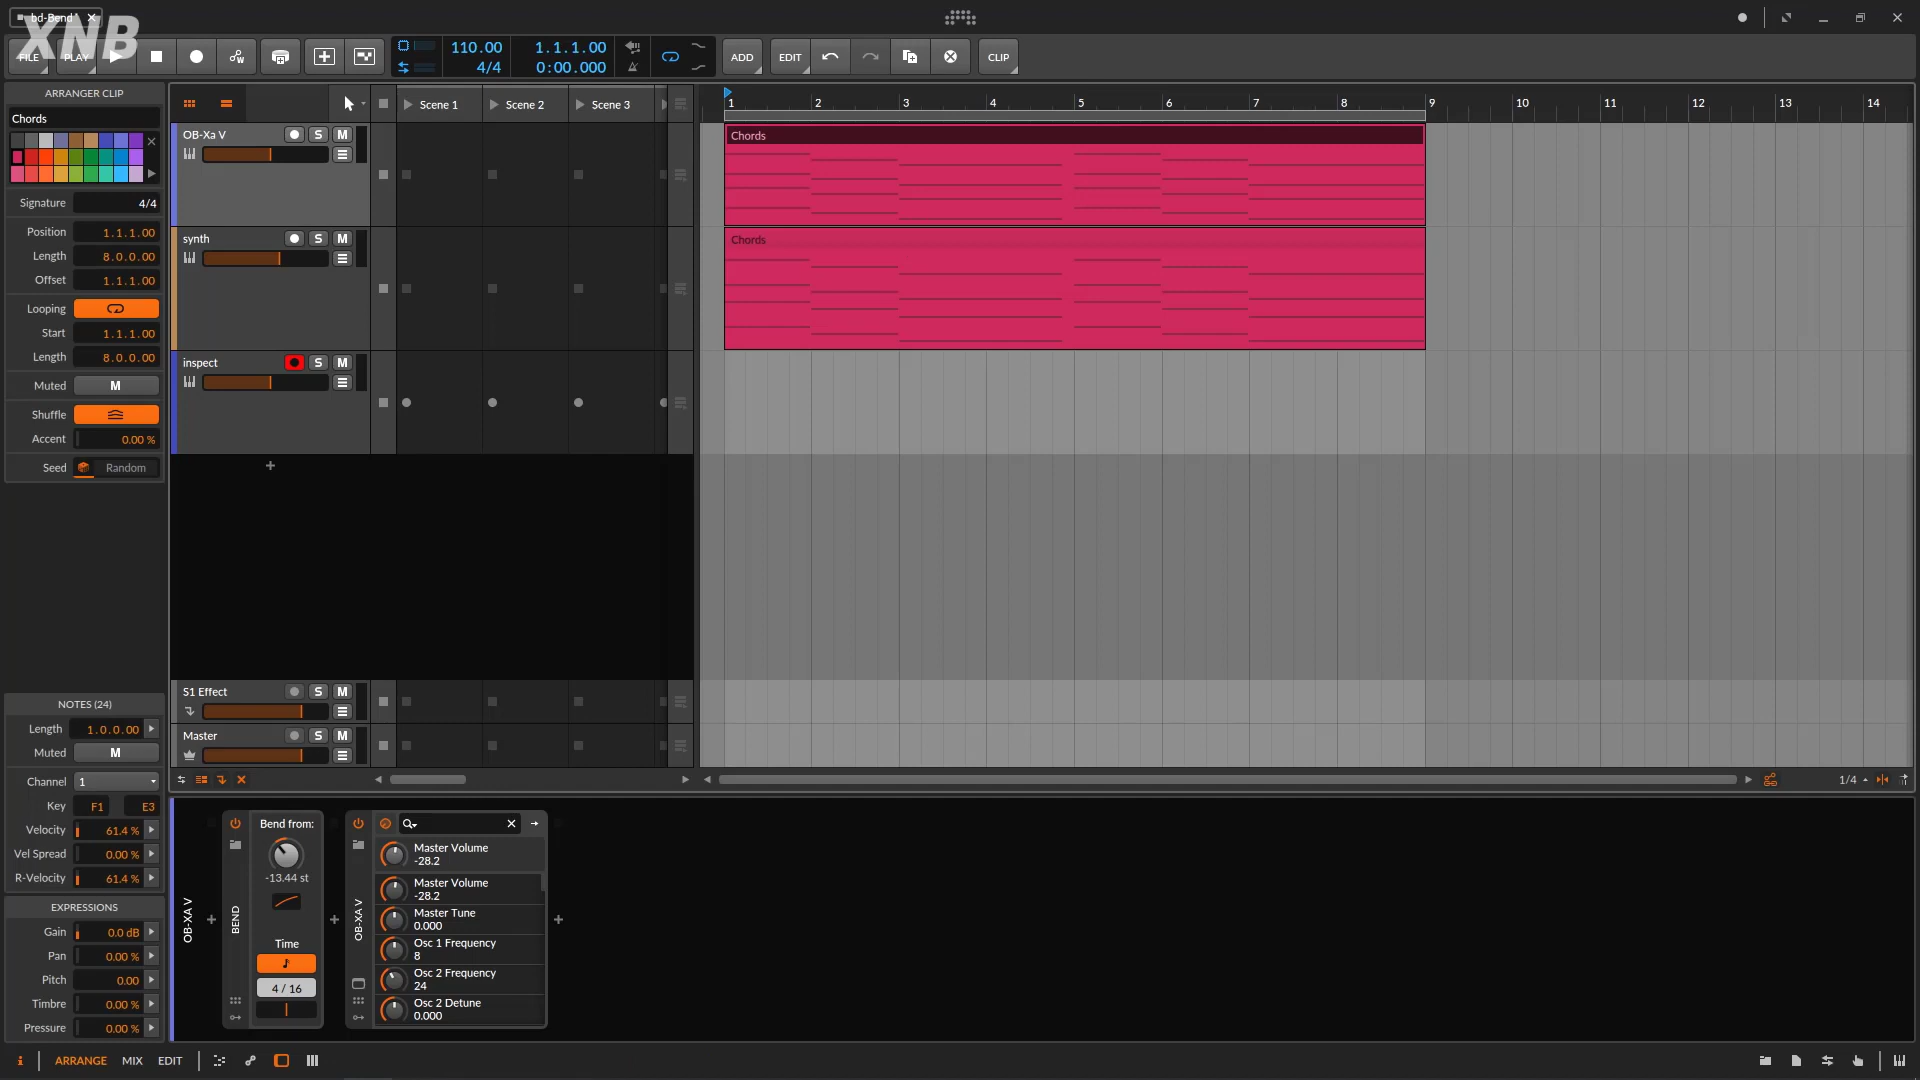 bd-Bend*
XNB
FILE
PLAY
110.00
4/4
1.1.1.00
0:00.000
ADD
EDIT
CLIP
ARRANGER CLIP
Chords
Signature 4/4
Position 1.1.1.00
Length 8.0.0.00
Offset 1.1.1.00
Looping
Start 1.1.1.00
Length 8.0.0.00
Muted M
Shuffle
Accent 0.00 %
Seed Random
NOTES (24)
Length 1.0.0.00
Muted M
Channel 1
Key F1 E3
Velocity 61.4 %
Vel Spread 0.00 %
R-Velocity 61.4 %
EXPRESSIONS
Gain 0.0 dB
Pan 0.00 %
Pitch 0.00
Timbre 0.00 %
Pressure 0.00 %
Scene 1 Scene 2 Scene 3
OB-Xa V S M
synth S M
inspect S M
S1 Effect S M
Master S M
1 2 3 4 5 6 7 8 9 10 11 12 13 14
Chords
Chords
1/4
OB-XA V
BEND
Bend from:
-13.44 st
Time
4 / 16
OB-XA V
Master Volume
-28.2
Master Volume
-28.2
Master Tune
0.000
Osc 1 Frequency
8
Osc 2 Frequency
24
Osc 2 Detune
0.000
i ARRANGE MIX EDIT